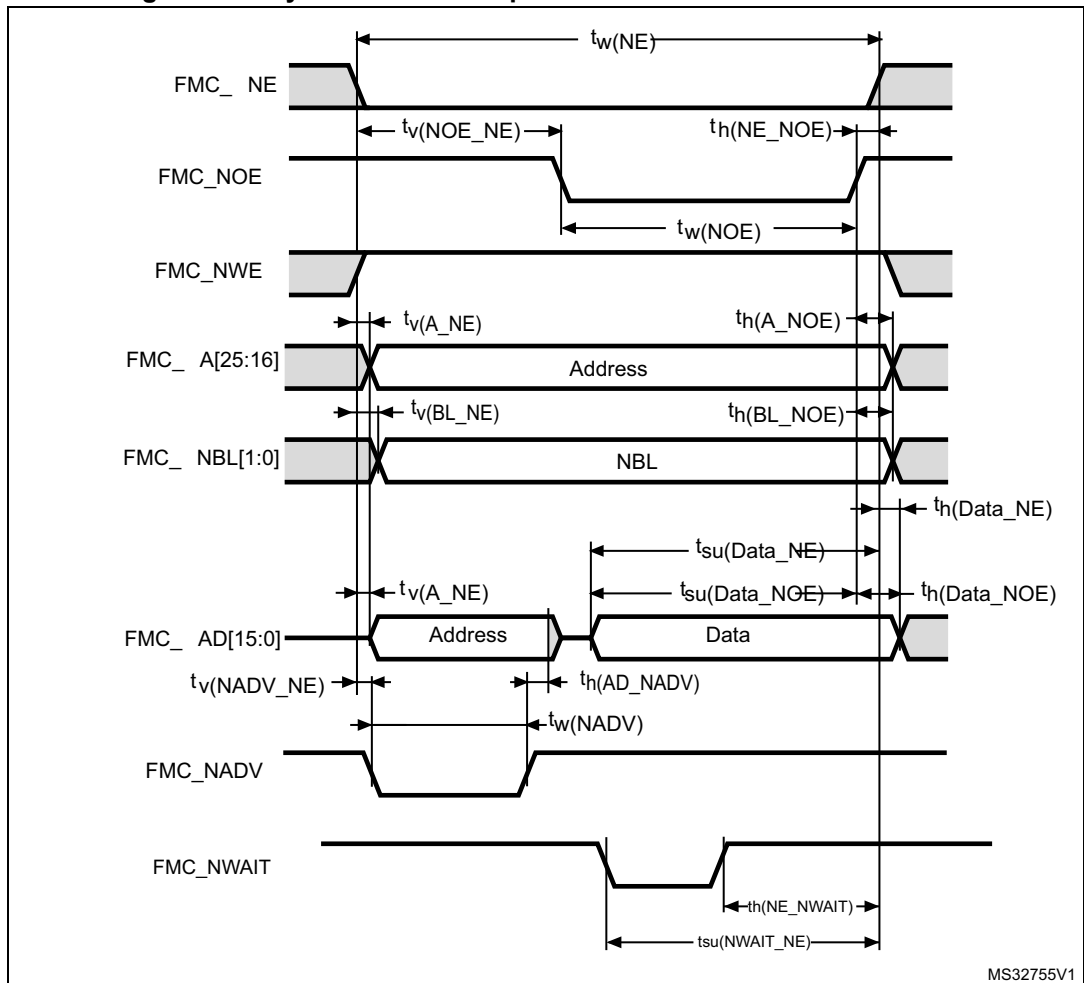 tw(NE)
FMC_ NE
tv(NOE_NE)
th(NE_NOE)
FMC_NOE
tw(NOE)
FMC_NWE
tv(A_NE)
th(A_NOE)
FMC_ A[25:16]
Address
tv(BL_NE)
th(BL_NOE)
FMC_ NBL[1:0]
NBL
th(Data_NE)
tsu(Data_NE)
tv(A_NE)
tsu(Data_NOE)
th(Data_NOE)
FMC_ AD[15:0]
Address
Data
tv(NADV_NE)
th(AD_NADV)
tw(NADV)
FMC_NADV
FMC_NWAIT
th(NE_NWAIT)
tsu(NWAIT_NE)
MS32755V1